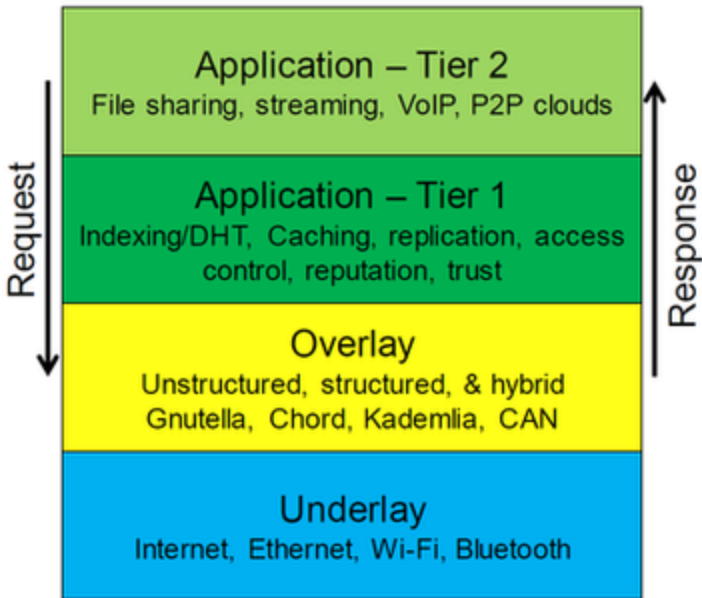 Application – Tier 2
File sharing, streaming, VoIP, P2P clouds
Request
Response
Application – Tier 1
Indexing/DHT, Caching, replication, access
control, reputation, trust
Overlay
Unstructured, structured, & hybrid
Gnutella, Chord, Kademlia, CAN
Underlay
Internet, Ethernet, Wi-Fi, Bluetooth